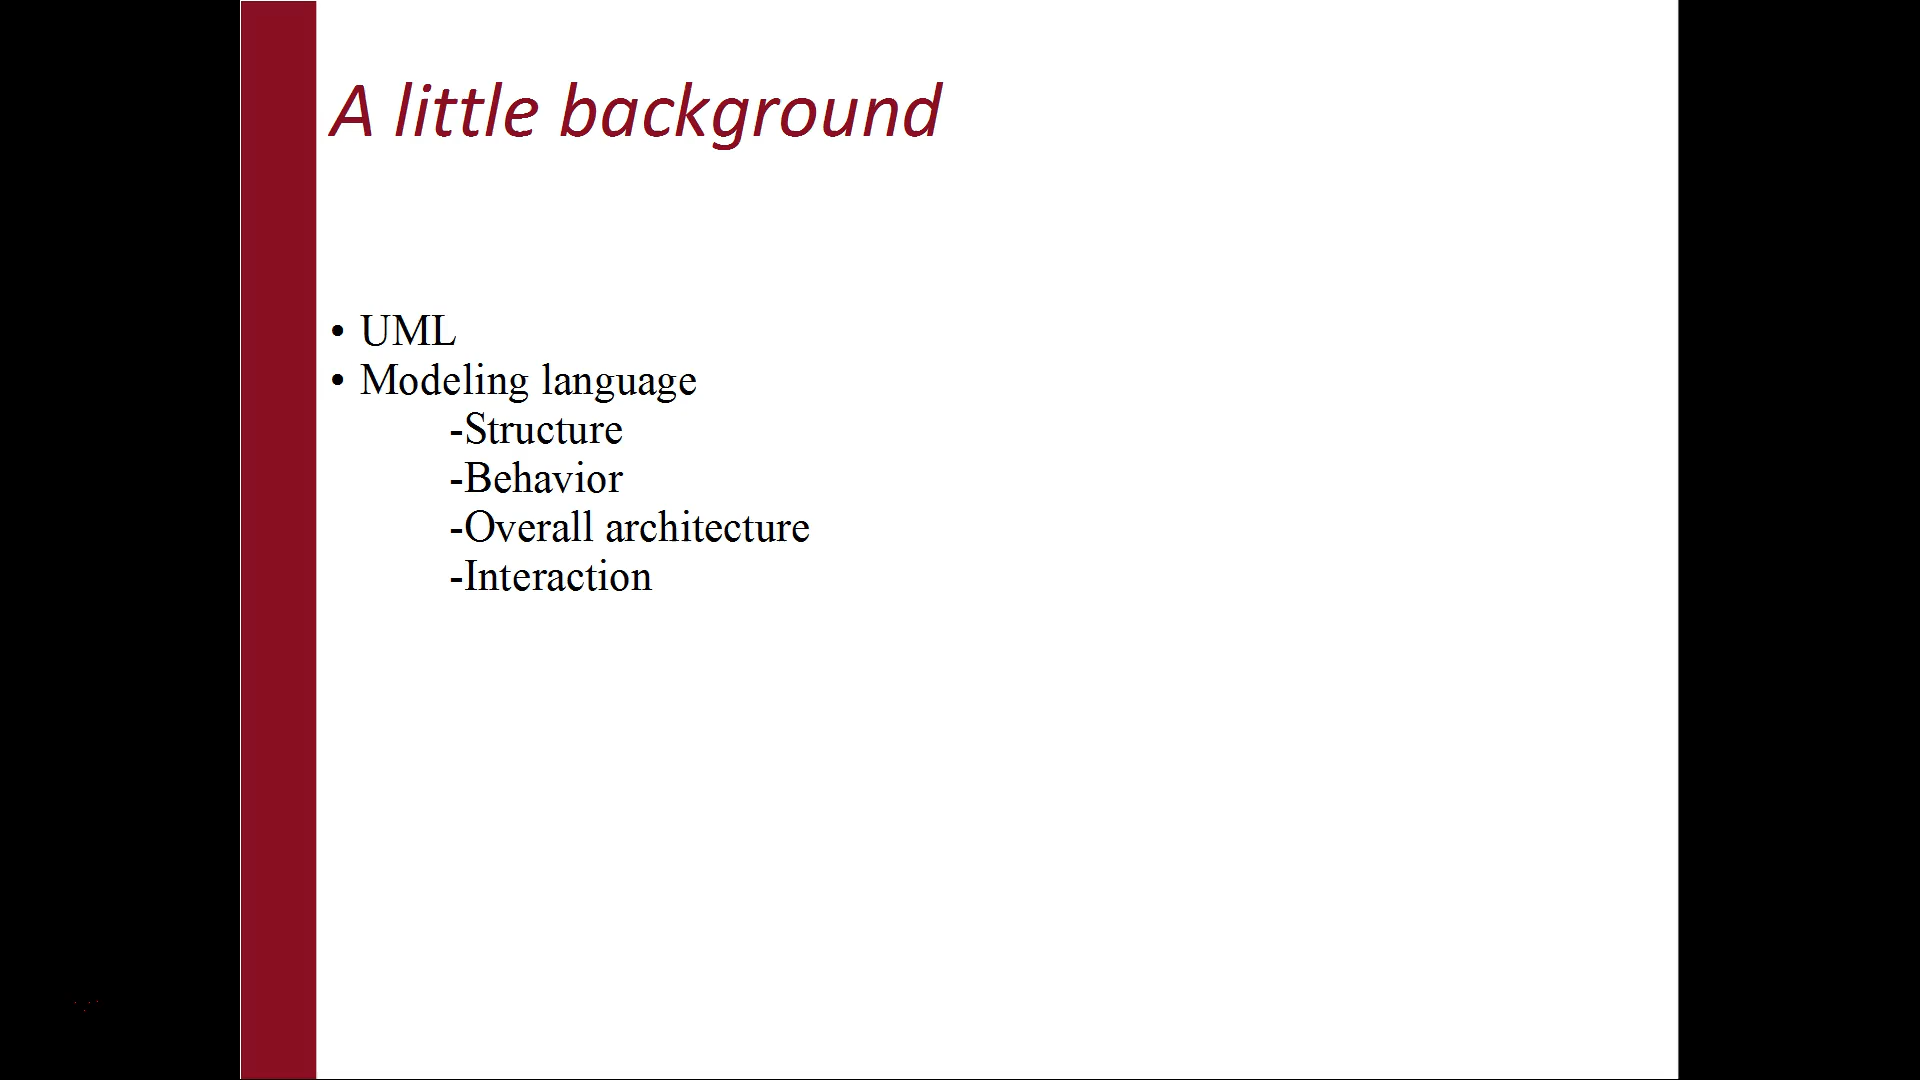 A little background
• UML
• Modeling language
-Structure
-Behavior
-Overall architecture
-Interaction